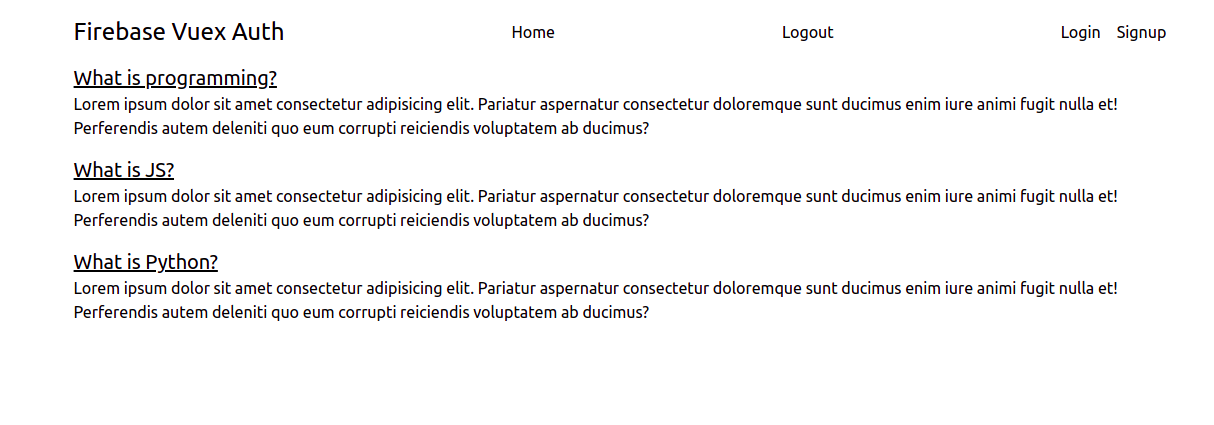 Firebase Vuex Auth Home Logout Login Signup
What is programming?
Lorem ipsum dolor sit amet consectetur adipisicing elit. Pariatur aspernatur consectetur doloremque sunt ducimus enim iure animi fugit nulla et!
Perferendis autem deleniti quo eum corrupti reiciendis voluptatem ab ducimus?
What is JS?
Lorem ipsum dolor sit amet consectetur adipisicing elit. Pariatur aspernatur consectetur doloremque sunt ducimus enim iure animi fugit nulla et!
Perferendis autem deleniti quo eum corrupti reiciendis voluptatem ab ducimus?
What is Python?
Lorem ipsum dolor sit amet consectetur adipisicing elit. Pariatur aspernatur consectetur doloremque sunt ducimus enim iure animi fugit nulla et!
Perferendis autem deleniti quo eum corrupti reiciendis voluptatem ab ducimus?